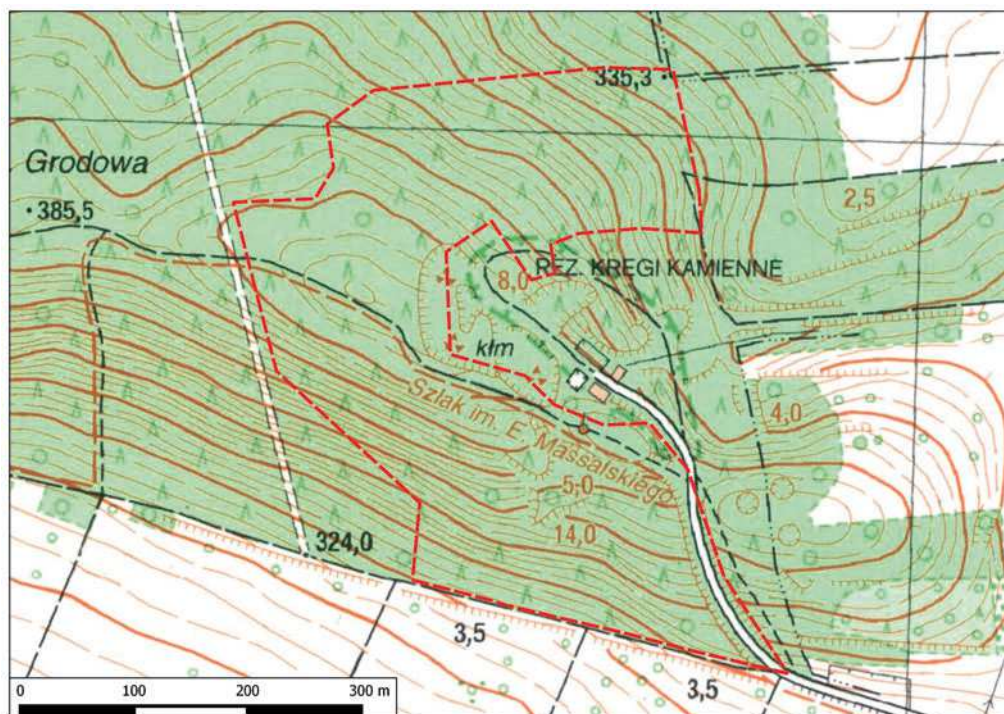 335,3
Grodowa
385,5
2,5
REZ. KRĘGI KAMIENNE
8,0
kłm
Szlak im. E. Massalskiego
4,0
5,0
14,0
324,0
3,5
3,5
0 100 200 300 m